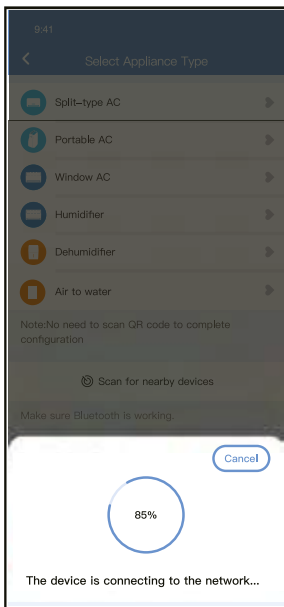 9:41
Select Appliance Type
Split-type AC
Portable AC
Window AC
Humidifier
Dehumidifier
Air to water
Note:No need to scan QR code to complete
configuration
Scan for nearby devices
Make sure Bluetooth is working.
Cancel
85%
The device is connecting to the network...